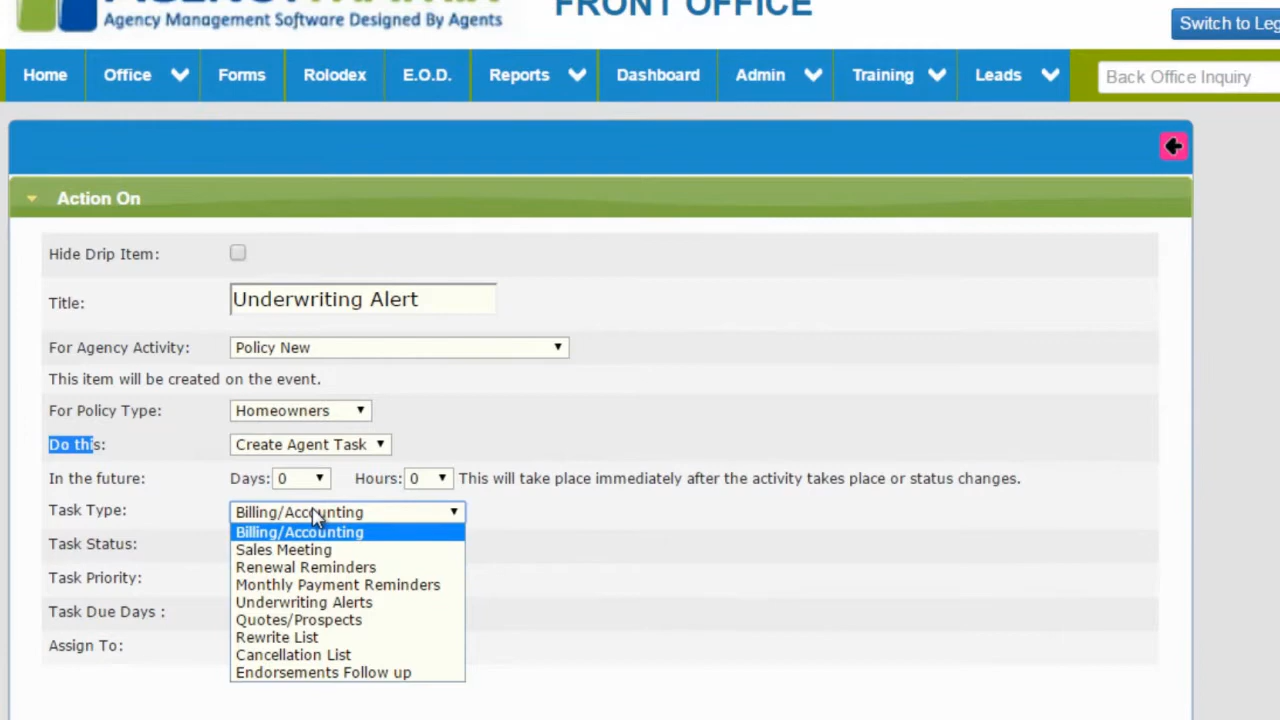 Agency Management Software Designed By Agents
FRONT OFFICE
Switch to Leg
Home Office Forms Rolodex E.O.D. Reports Dashboard Admin Training Leads
Back Office Inquiry
Action On
Hide Drip Item:
Title: Underwriting Alert
For Agency Activity: Policy New
This item will be created on the event.
For Policy Type: Homeowners
Do this: Create Agent Task
In the future: Days: 0 Hours: 0 This will take place immediately after the activity takes place or status changes.
Task Type: Billing/Accounting
Billing/Accounting
Task Status: Sales Meeting
Renewal Reminders
Task Priority: Monthly Payment Reminders
Underwriting Alerts
Task Due Days : Quotes/Prospects
Rewrite List
Assign To: Cancellation List
Endorsements Follow up